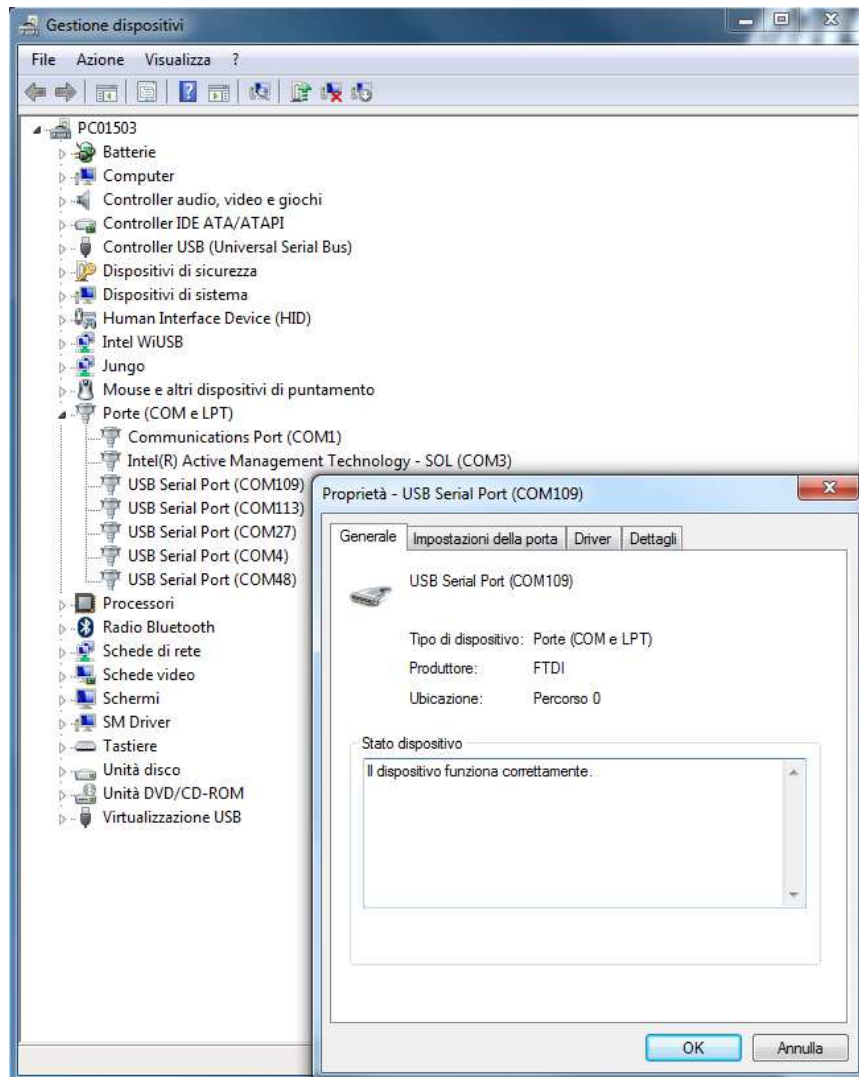 Gestione dispositivi
File Azione Visualizza ?
PC01503
Batterie
Computer
Controller audio, video e giochi
Controller IDE ATA/ATAPI
Controller USB (Universal Serial Bus)
Dispositivi di sicurezza
Dispositivi di sistema
Human Interface Device (HID)
Intel WiUSB
Jungo
Mouse e altri dispositivi di puntamento
Porte (COM e LPT)
Communications Port (COM1)
Intel(R) Active Management Technology - SOL (COM3)
USB Serial Port (COM109)
USB Serial Port (COM113)
USB Serial Port (COM27)
USB Serial Port (COM4)
USB Serial Port (COM48)
Processori
Radio Bluetooth
Schede di rete
Schede video
Schermi
SM Driver
Tastiere
Unità disco
Unità DVD/CD-ROM
Virtualizzazione USB
Proprietà - USB Serial Port (COM109)
Generale Impostazioni della porta Driver Dettagli
USB Serial Port (COM109)
Tipo di dispositivo: Porte (COM e LPT)
Produttore: FTDI
Ubicazione: Percorso 0
Stato dispositivo
Il dispositivo funziona correttamente.
OK Annulla